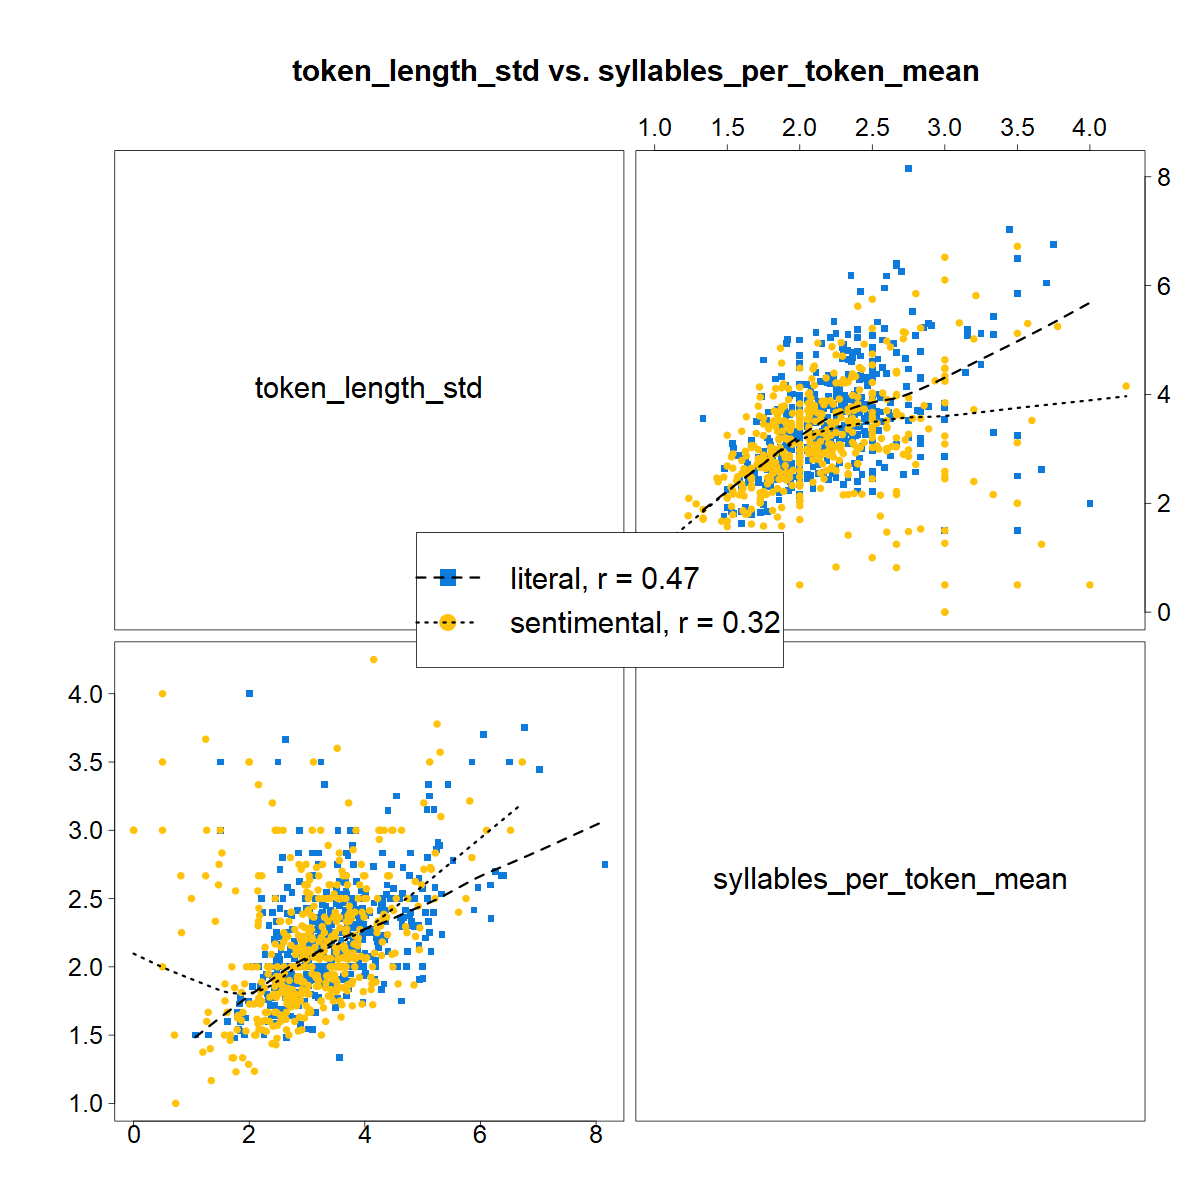 token_length_std vs. syllables_per_token_mean
1.0 1.5 2.0 2.5 3.0 3.5 4.0
token_length_std
8
6
4
2
0
literal, r = 0.47
sentimental, r = 0.32
4.0
3.5
3.0
2.5
2.0
1.5
1.0
syllables_per_token_mean
0 2 4 6 8